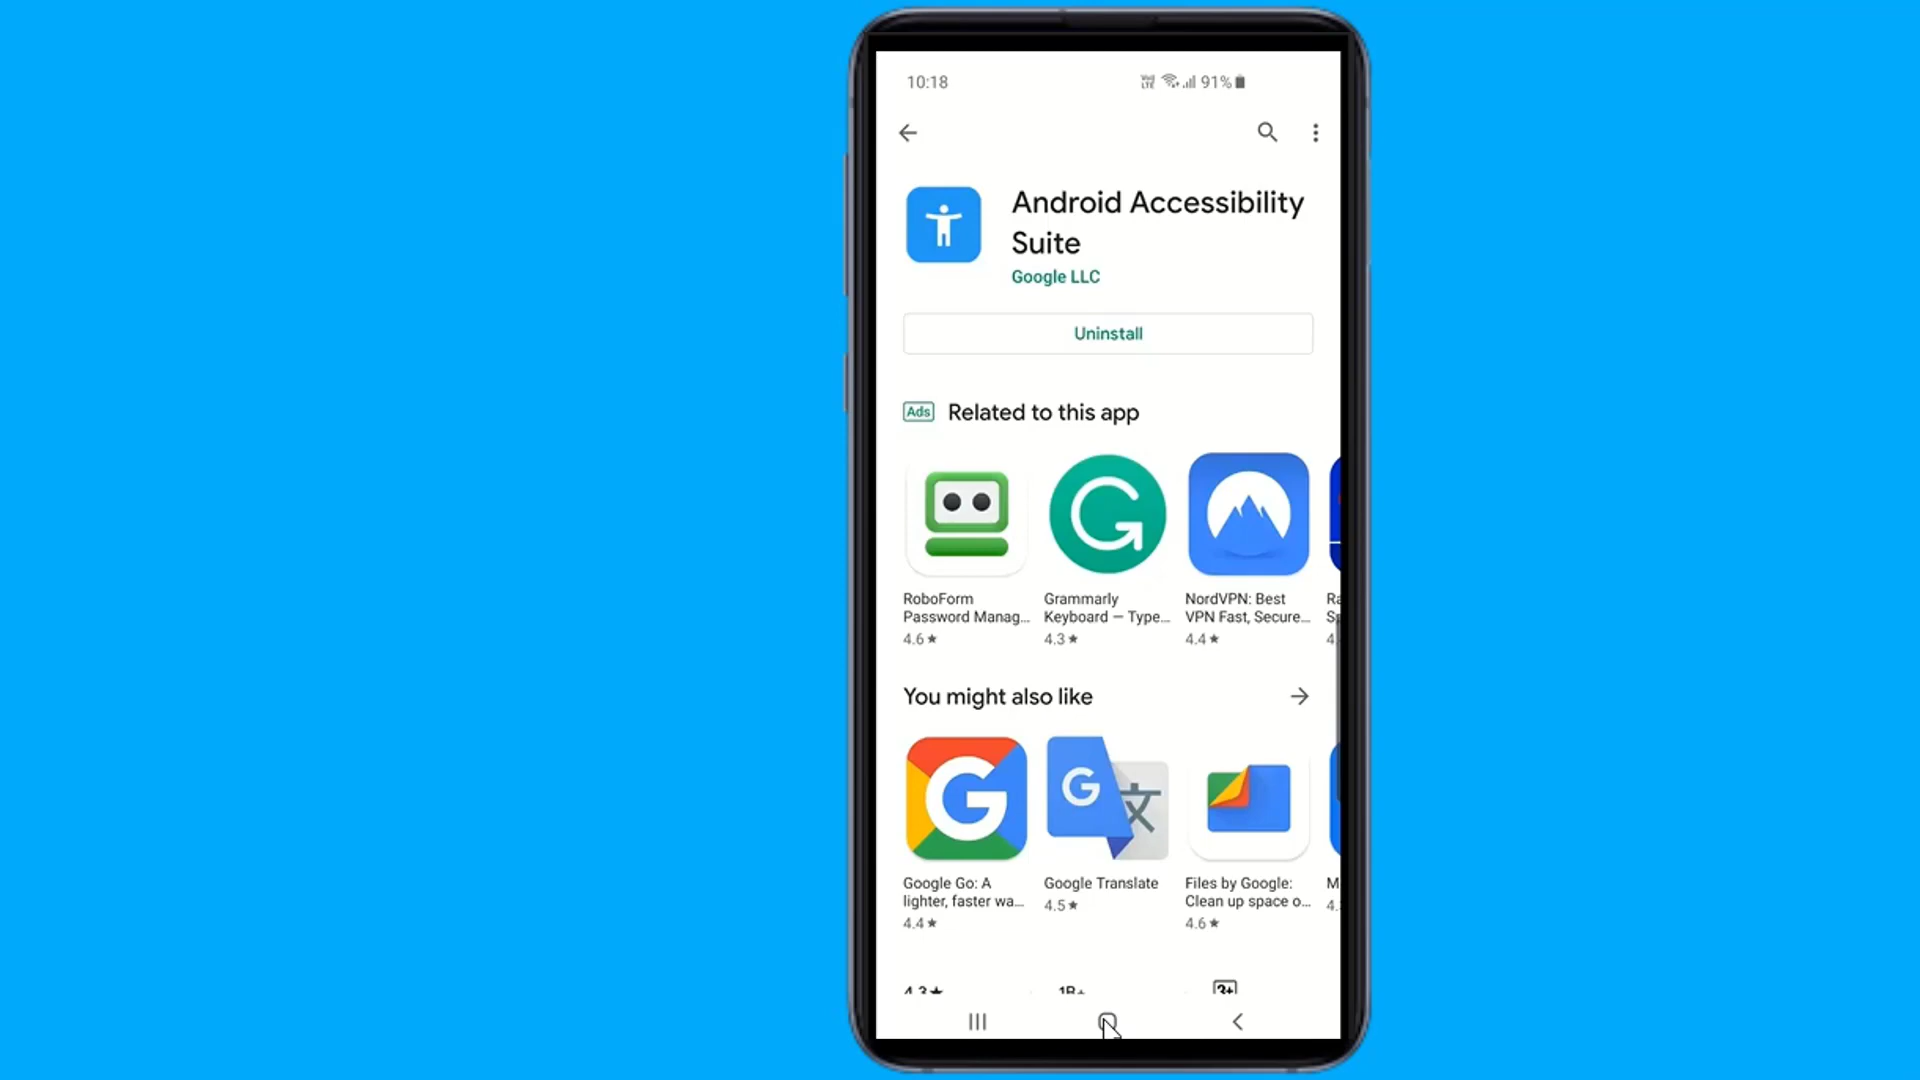 10:18
91%
Android Accessibility
Suite
Google LLC
Uninstall
Ads Related to this app
RoboForm
Password Manag...
4.6★
Grammarly
Keyboard — Type...
4.3★
NordVPN: Best
VPN Fast, Secure...
4.4★
You might also like
Google Go: A
lighter, faster wa...
4.4★
Google Translate
4.5★
Files by Google:
Clean up space o...
4.6★
4.3★
1B+
3+